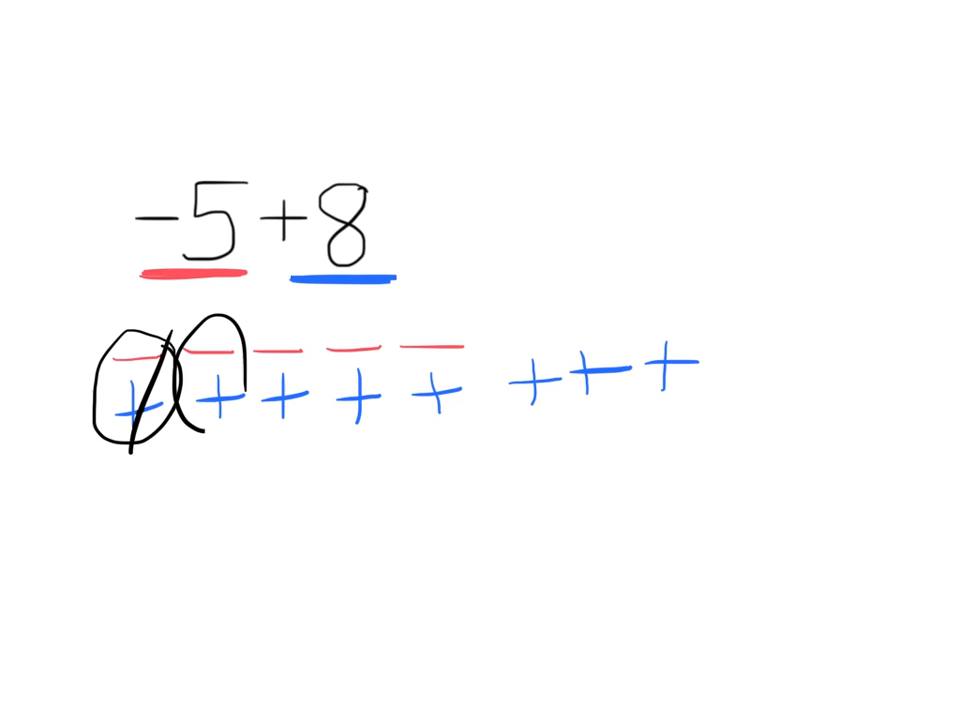 -5+8
- - - - -
+ + + + + + + +